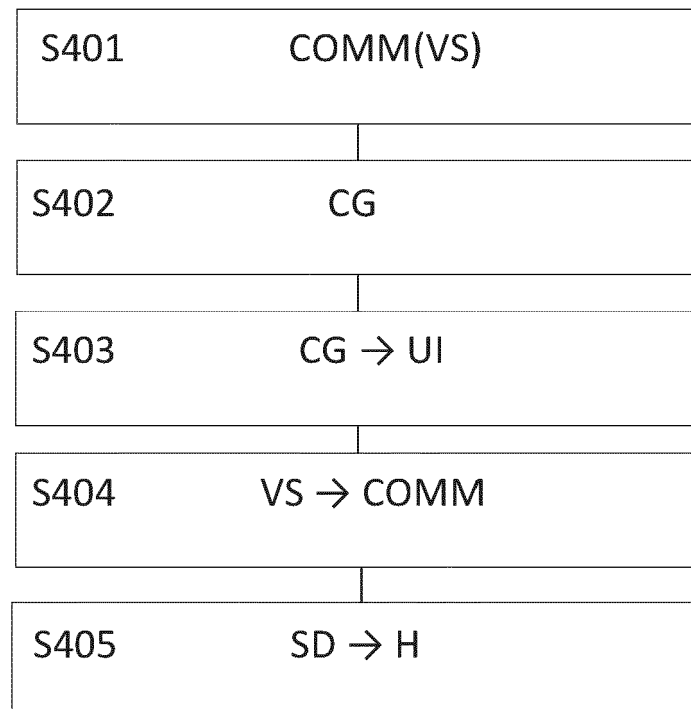 S401 COMM(VS)
S402 CG
S403 CG → UI
S404 VS → COMM
S405 SD → H